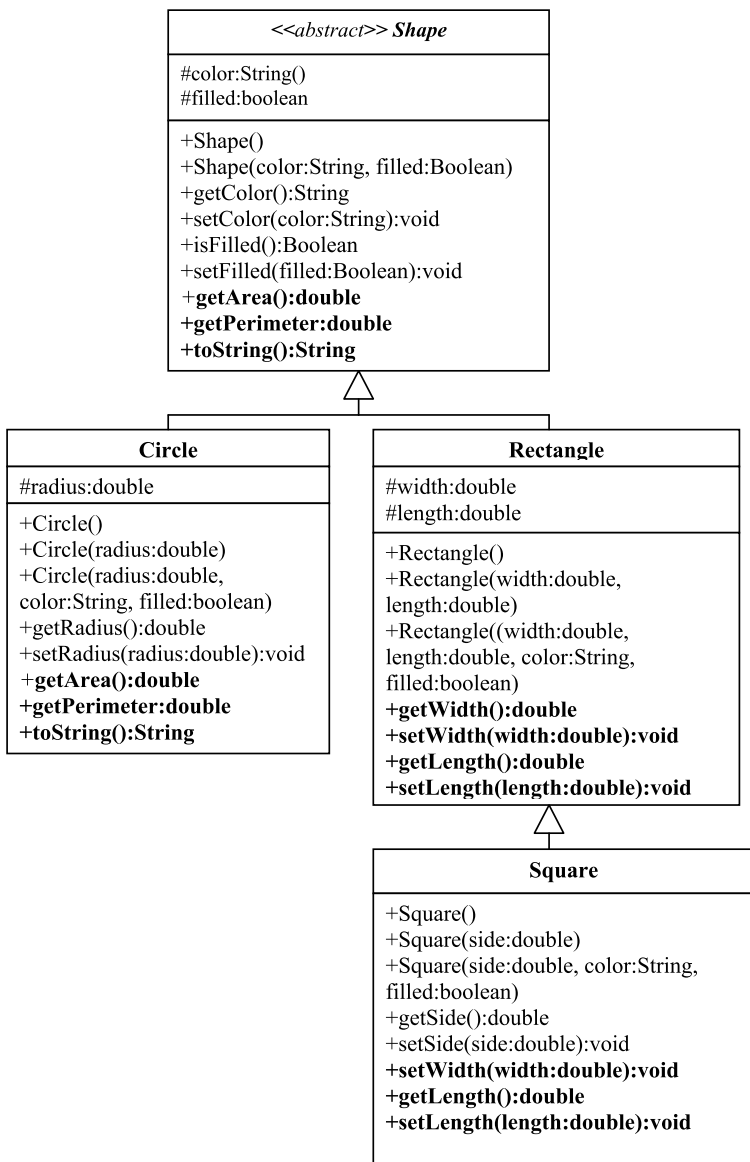 <<abstract>> Shape
#color:String()
#filled:boolean
+Shape()
+Shape(color:String, filled:Boolean)
+getColor():String
+setColor(color:String):void
+isFilled():Boolean
+setFilled(filled:Boolean):void
+getArea():double
+getPerimeter:double
+toString():String
Circle
#radius:double
+Circle()
+Circle(radius:double)
+Circle(radius:double,
color:String, filled:boolean)
+getRadius():double
+setRadius(radius:double):void
+getArea():double
+getPerimeter:double
+toString():String
Rectangle
#width:double
#length:double
+Rectangle()
+Rectangle(width:double,
length:double)
+Rectangle((width:double,
length:double, color:String,
filled:boolean)
+getWidth():double
+setWidth(width:double):void
+getLength():double
+setLength(length:double):void
Square
+Square()
+Square(side:double)
+Square(side:double, color:String,
filled:boolean)
+getSide():double
+setSide(side:double):void
+setWidth(width:double):void
+getLength():double
+setLength(length:double):void